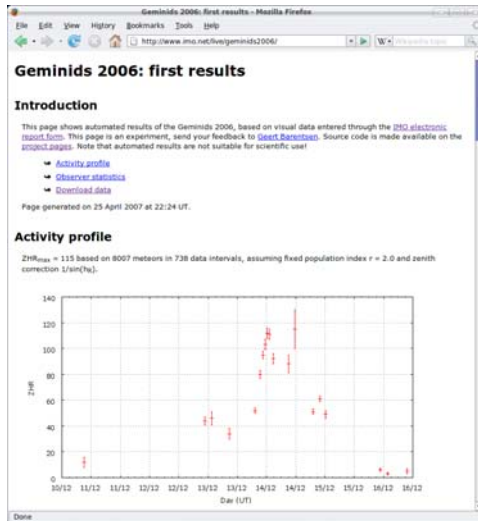 Geminids 2006: first results - Mozilla Firefox
File Edit View History Bookmarks Tools Help
http://www.imo.net/live/geminids2006/ W
Geminids 2006: first results
Introduction
This page shows automated results of the Geminids 2006, based on visual data entered through the IMO electronic
report form. This page is an experiment, send your feedback to Geert Barentsen. Source code is made available on the
project pages. Note that automated results are not suitable for scientific use!
Activity profile
Observer statistics
Download data
Page generated on 25 April 2007 at 22:24 UT.
Activity profile
ZHRmax = 115 based on 8007 meteors in 738 data intervals, assuming fixed population index r = 2.0 and zenith
correction 1/sin(hR).
140
120
100
80
60
40
20
0
ZHR
10/12 11/12 11/12 12/12 12/12 13/12 13/12 14/12 14/12 15/12 15/12 16/12 16/12
Day (UT)
Done